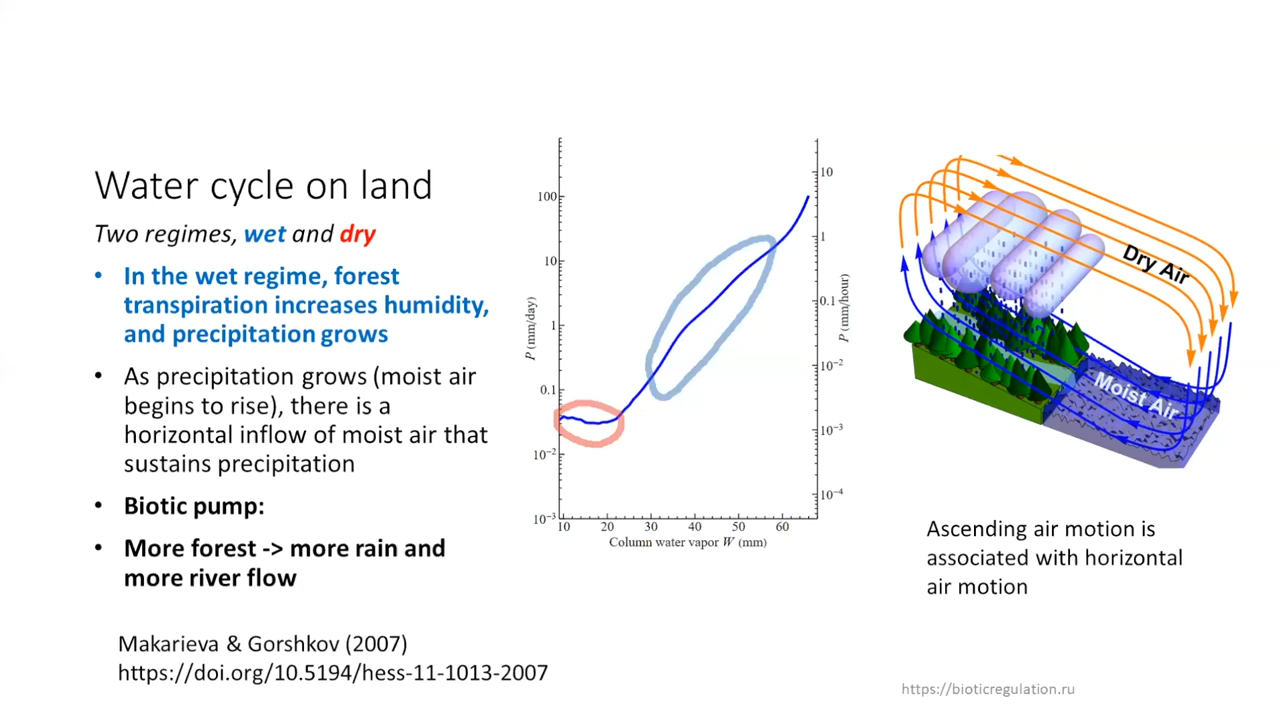 Water cycle on land
Two regimes, wet and dry
• In the wet regime, forest
transpiration increases humidity,
and precipitation grows
• As precipitation grows (moist air
begins to rise), there is a
horizontal inflow of moist air that
sustains precipitation
• Biotic pump:
• More forest -> more rain and
more river flow
Makarieva & Gorshkov (2007)
https://doi.org/10.5194/hess-11-1013-2007
P (mm/day)
100
10
1
0.1
10⁻²
10⁻³
10 20 30 40 50 60
Column water vapor W (mm)
10
1
0.1
10⁻²
10⁻³
10⁻⁴
P (mm/hour)
Dry Air
Moist Air
Ascending air motion is
associated with horizontal
air motion
https://bioticregulation.ru